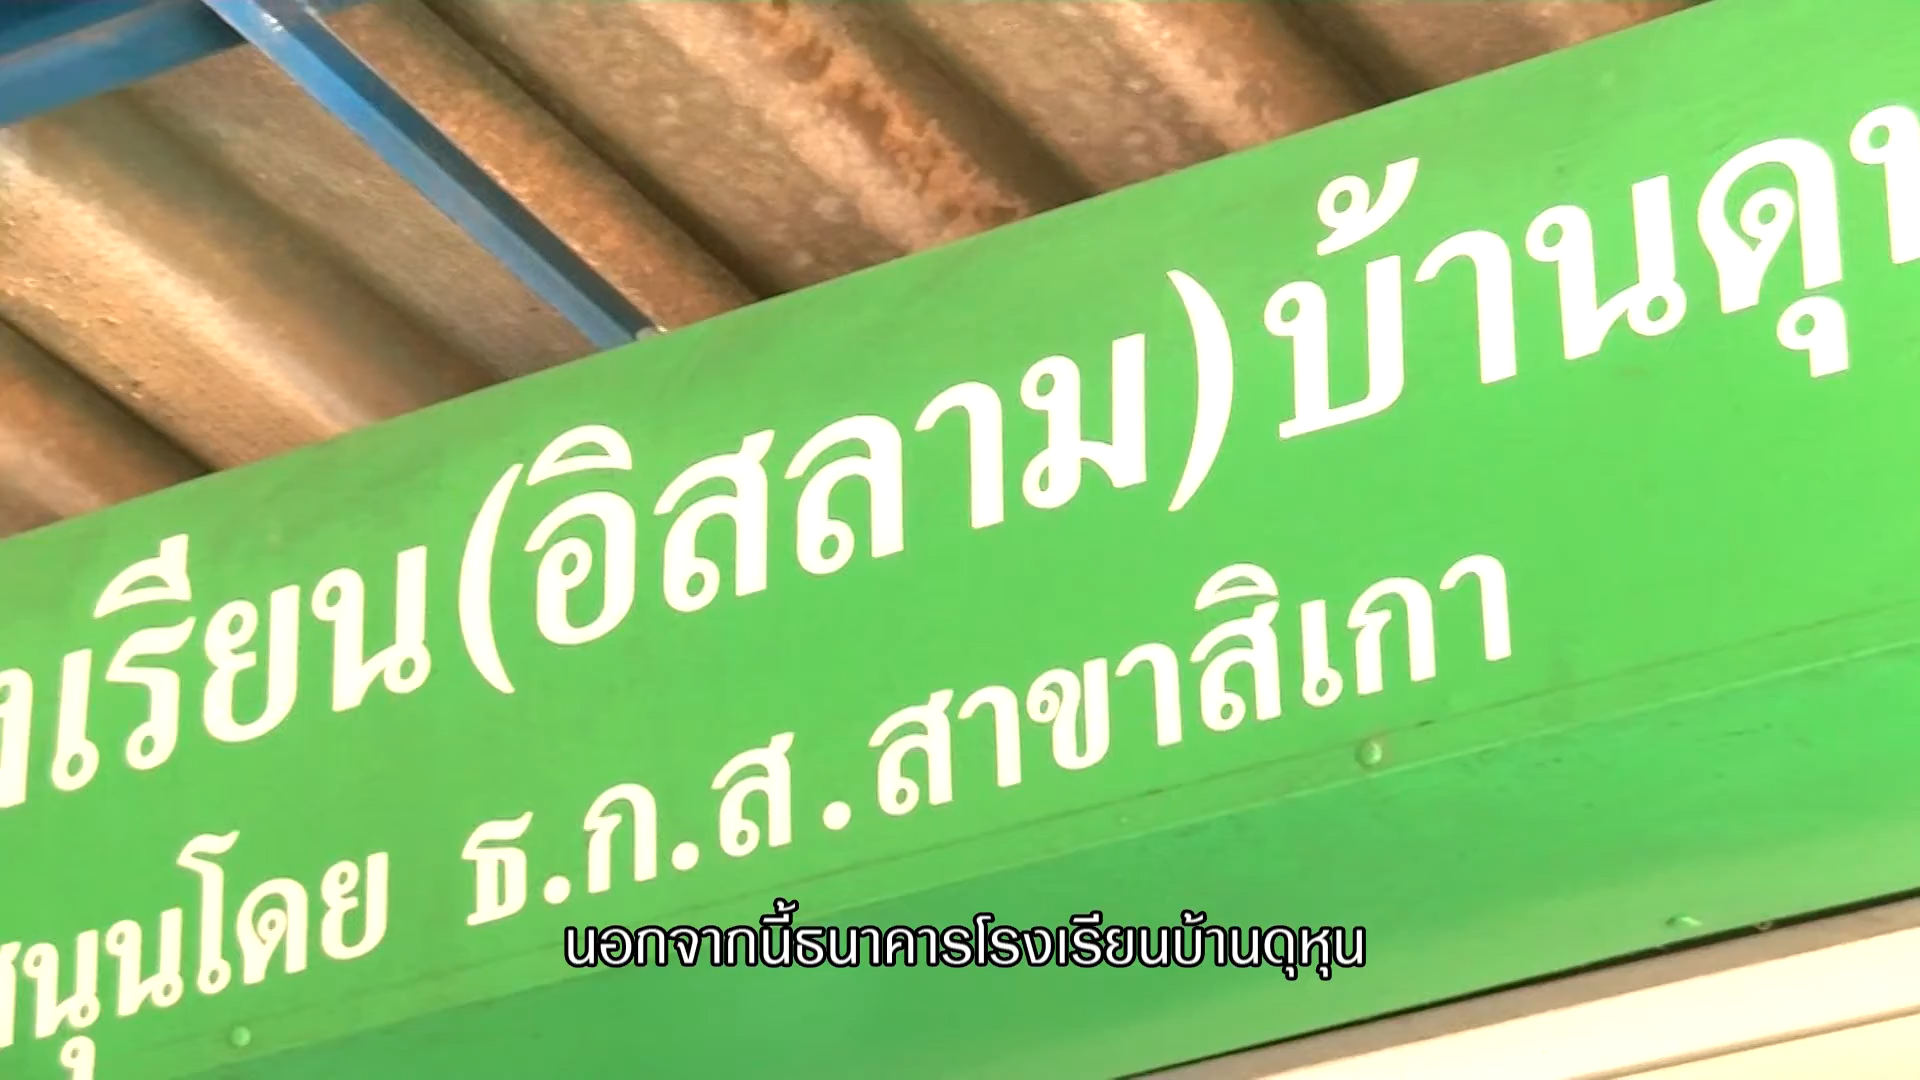 เรียน(อิสลาม)บ้านดุ
นุนโดย ธ.ก.ส.สาขาสิเกา
นอกจากนี้ธนาคารโรงเรียนบ้านดุหุน